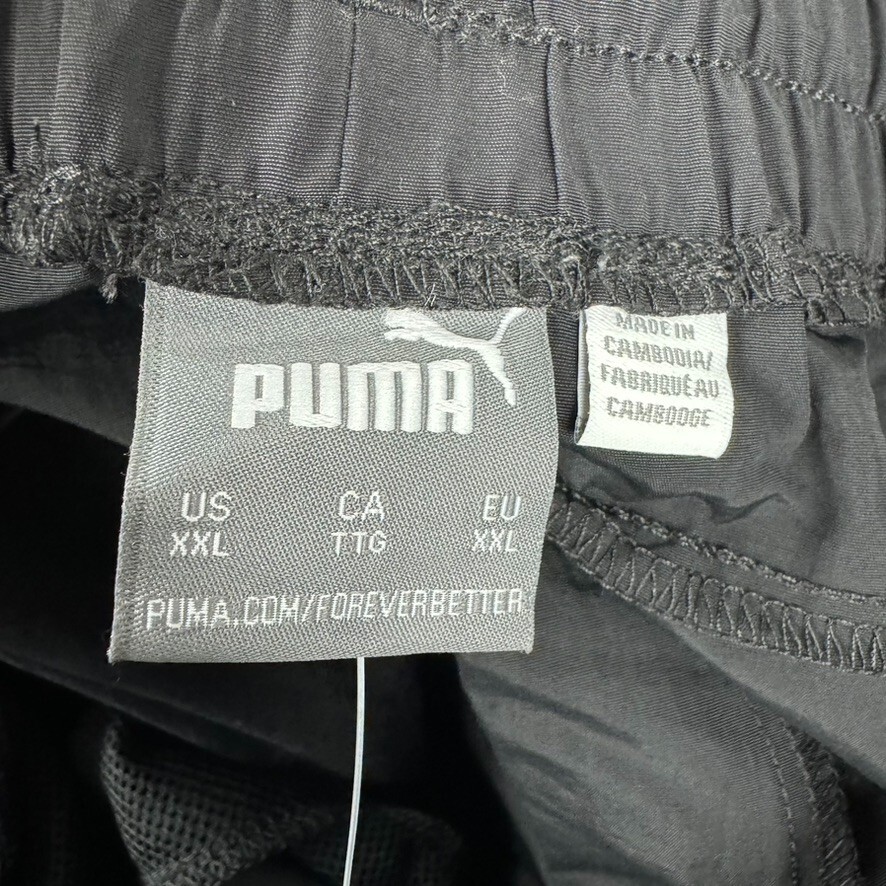 PUMA
US CA EU
XXL TTG XXL
PUMA.COM/FOREVERBETTER
MADE IN
CAMBODIA/
FABRIQUÉ AU
CAMBODGE